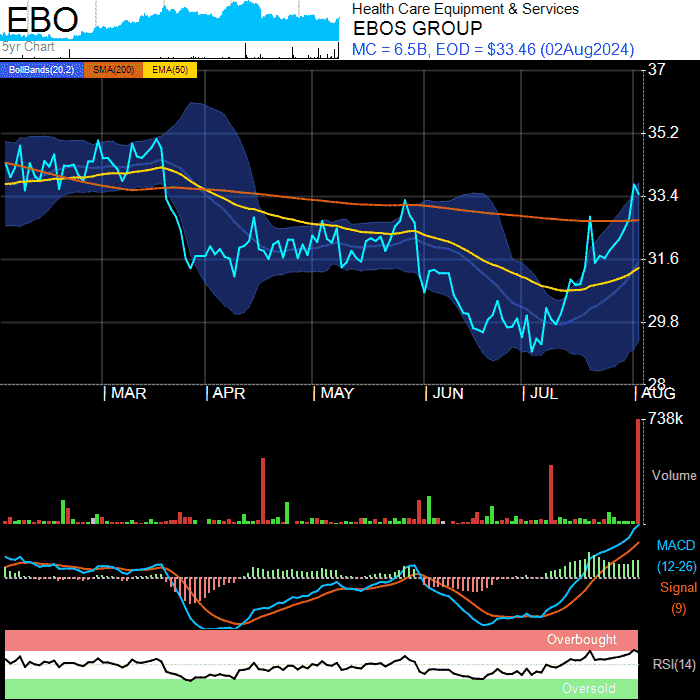 EBO
5yr Chart
Health Care Equipment & Services
EBOS GROUP
MC = 6.5B, EOD = $33.46 (02Aug2024)
BollBands(20,2) SMA(200) EMA(50)
37
35.2
33.4
31.6
29.8
28
MAR APR MAY JUN JUL AUG
738k
Volume
MACD
(12-26)
Signal
(9)
Overbought
RSI(14)
Oversold